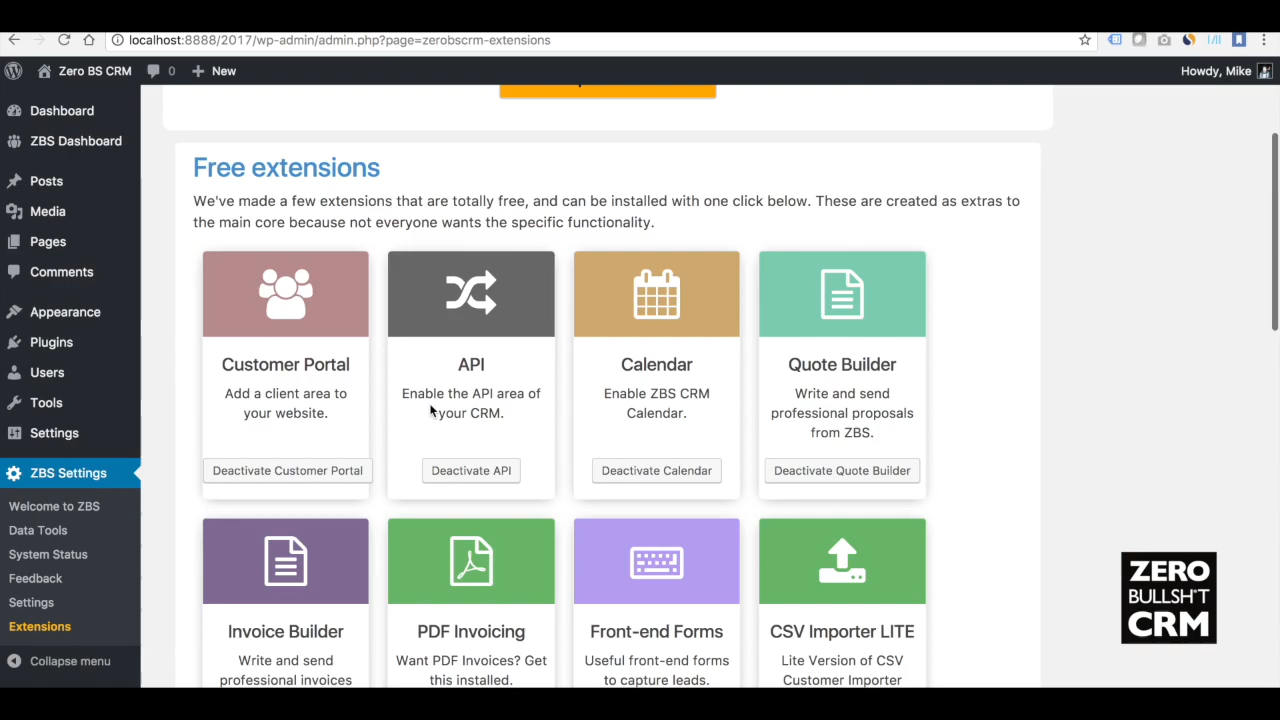 localhost:8888/2017/wp-admin/admin.php?page=zerobscrm-extensions
Zero BS CRM
0
New
Howdy, Mike
Dashboard
ZBS Dashboard
Posts
Media
Pages
Comments
Appearance
Plugins
Users
Tools
Settings
ZBS Settings
Welcome to ZBS
Data Tools
System Status
Feedback
Settings
Extensions
Collapse menu
Free extensions
We've made a few extensions that are totally free, and can be installed with one click below. These are created as extras to
the main core because not everyone wants the specific functionality.
Customer Portal
Add a client area to
your website.
Deactivate Customer Portal
API
Enable the API area of
your CRM.
Deactivate API
Calendar
Enable ZBS CRM
Calendar.
Deactivate Calendar
Quote Builder
Write and send
professional proposals
from ZBS.
Deactivate Quote Builder
Invoice Builder
Write and send
professional invoices
PDF Invoicing
Want PDF Invoices? Get
this installed.
Front-end Forms
Useful front-end forms
to capture leads.
CSV Importer LITE
Lite Version of CSV
Customer Importer
ZERO
BULLSH*T
CRM